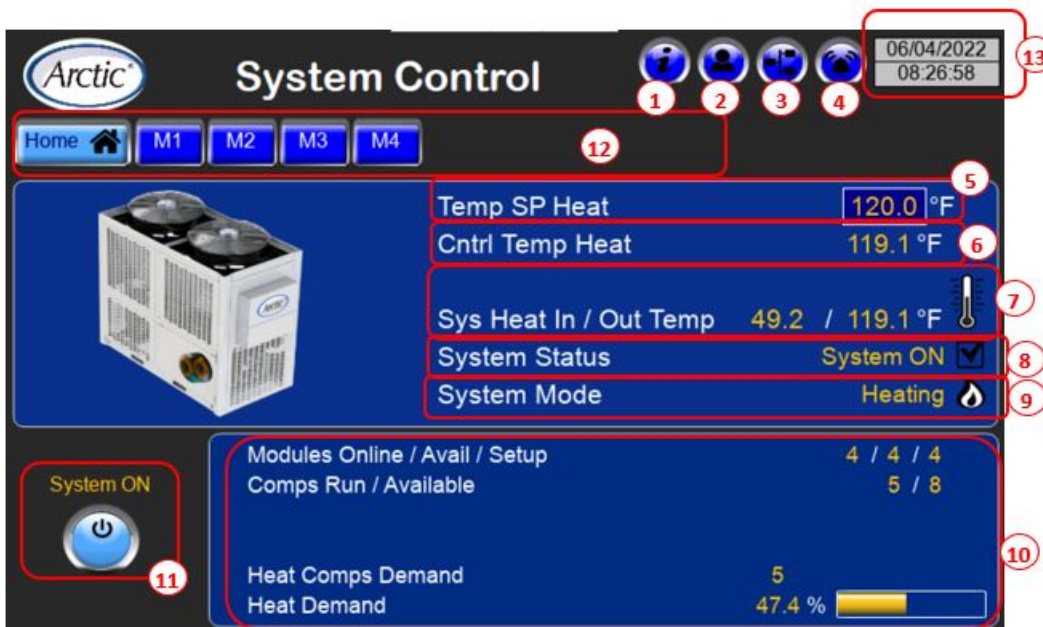 Arctic
System Control
06/04/2022
08:26:58
13
1
2
3
4
Home M1 M2 M3 M4
12
5
Temp SP Heat 120.0 °F
Cntrl Temp Heat 119.1 °F
6
Sys Heat In / Out Temp 49.2 / 119.1 °F
7
System Status System ON
8
System Mode Heating
9
Arctic
Modules Online / Avail / Setup 4 / 4 / 4
Comps Run / Available 5 / 8
System ON
11
10
Heat Comps Demand 5
Heat Demand 47.4 %